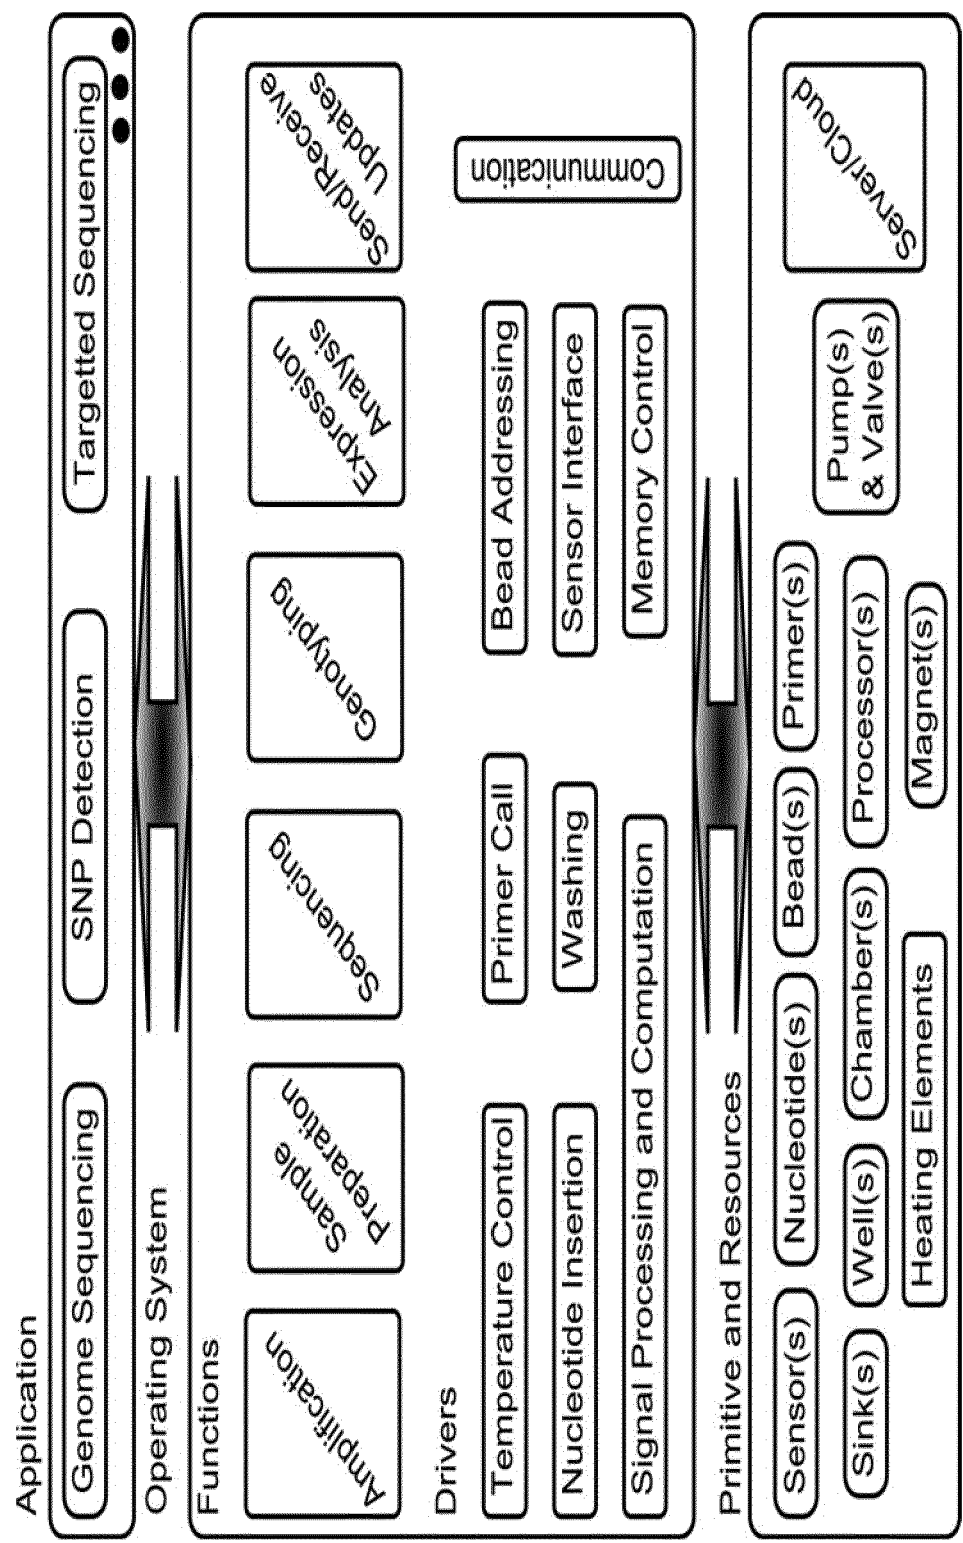 Application
Genome Sequencing
SNP Detection
Targetted Sequencing
Operating System
Functions
Amplification
Sample
Preparation
Sequencing
Genotyping
Expression
Analysis
Send/Receive
Updates
Drivers
Temperature Control
Primer Call
Bead Addressing
Nucleotide Insertion
Washing
Sensor Interface
Signal Processing and Computation
Memory Control
Communication
Primitive and Resources
Sensor(s)
Nucleotide(s)
Bead(s)
Primer(s)
Pump(s)
& Valve(s)
Server/Cloud
Sink(s)
Well(s)
Chamber(s)
Processor(s)
Heating Elements
Magnet(s)